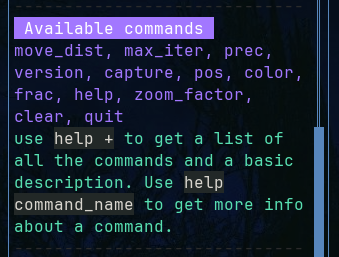 Available commands
move_dist, max_iter, prec,
version, capture, pos, color,
frac, help, zoom_factor,
clear, quit
use help + to get a list of
all the commands and a basic
description. Use help
command_name to get more info
about a command.